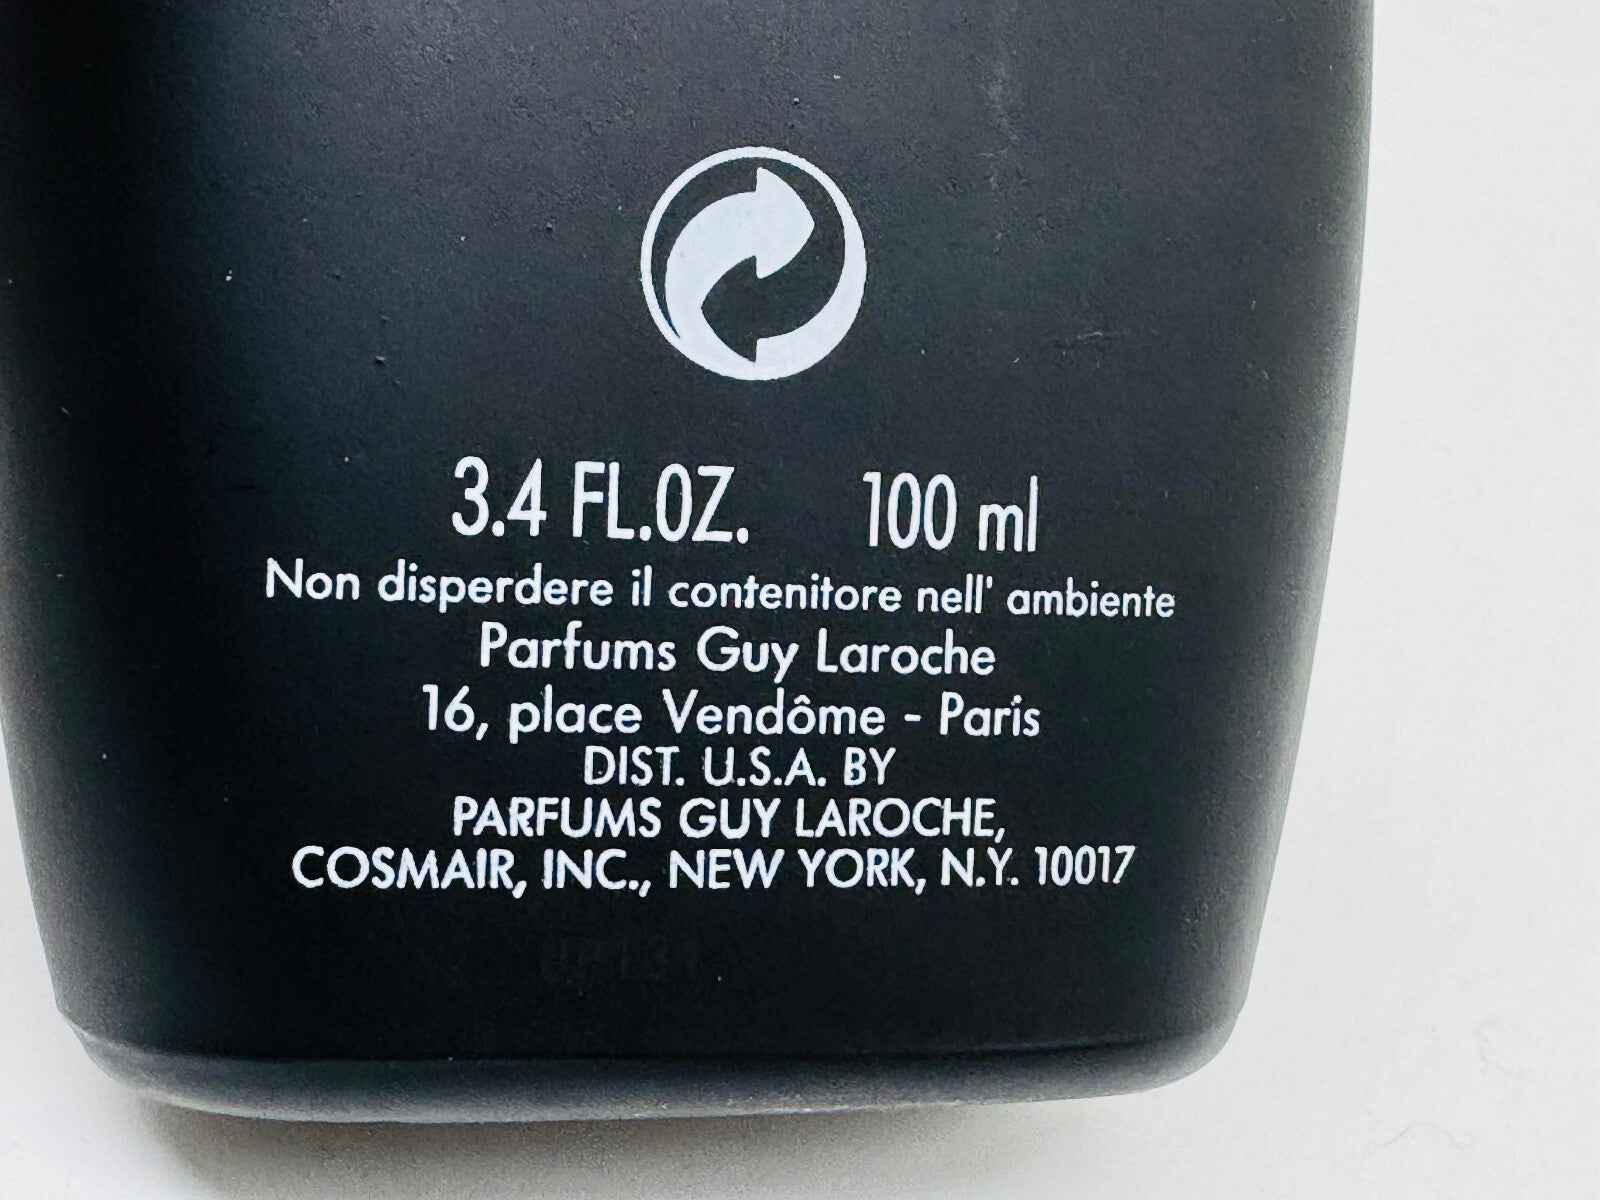 3.4 FL.OZ. 100 ml
Non disperdere il contenitore nell' ambiente
Parfums Guy Laroche
16, place Vendôme - Paris
DIST. U.S.A. BY
PARFUMS GUY LAROCHE,
COSMAIR, INC., NEW YORK, N.Y. 10017